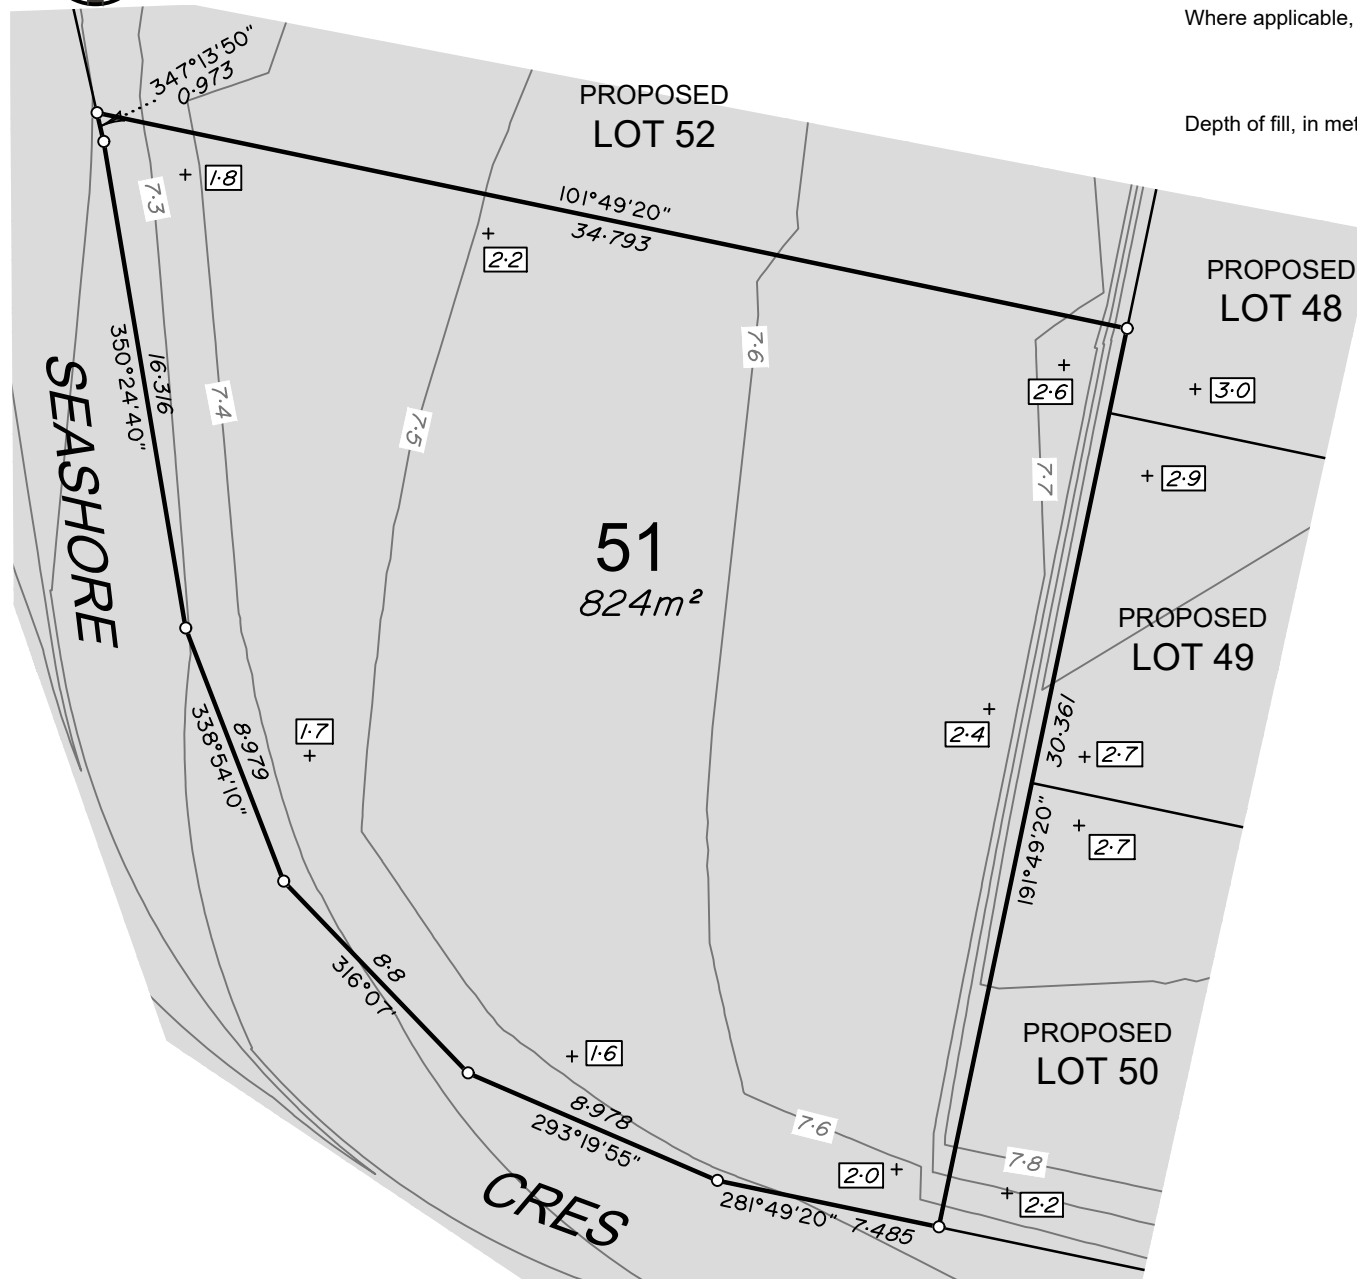 Where applicable,
347°13'50"
0·973
PROPOSED
LOT 52
Depth of fill, in met
1·8
7·3
101°49'20"
34·793
2·2
PROPOSED
LOT 48
7·6
2·6
3·0
350°24'40"
16·316
7·4
7·5
7·7
2·9
SEASHORE
51
824m²
PROPOSED
LOT 49
338°54'10"
8·979
1·7
2·4
30·361
2·7
191°49'20"
2·7
316°07'
8·8
1·6
PROPOSED
LOT 50
8·978
293°19'55"
7·6
7·8
2·0
2·2
CRES
281°49'20"
7·485